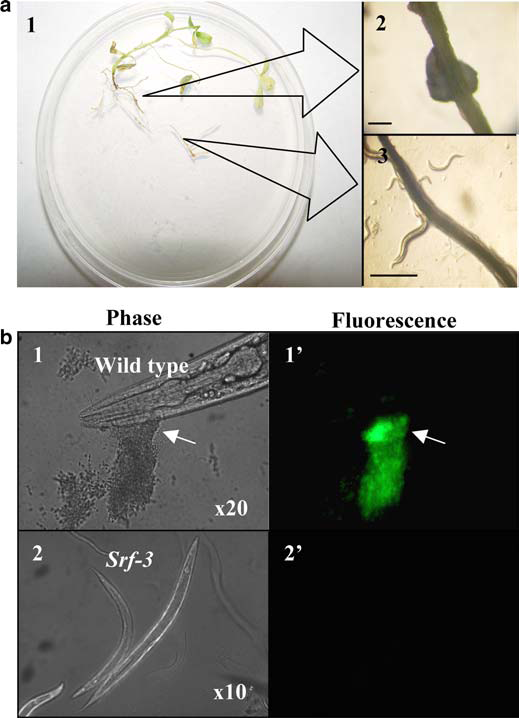 a
1
2
3
Phase
Fluorescence
b
1
Wild type
x20
1’
2
Srf-3
x10
2’